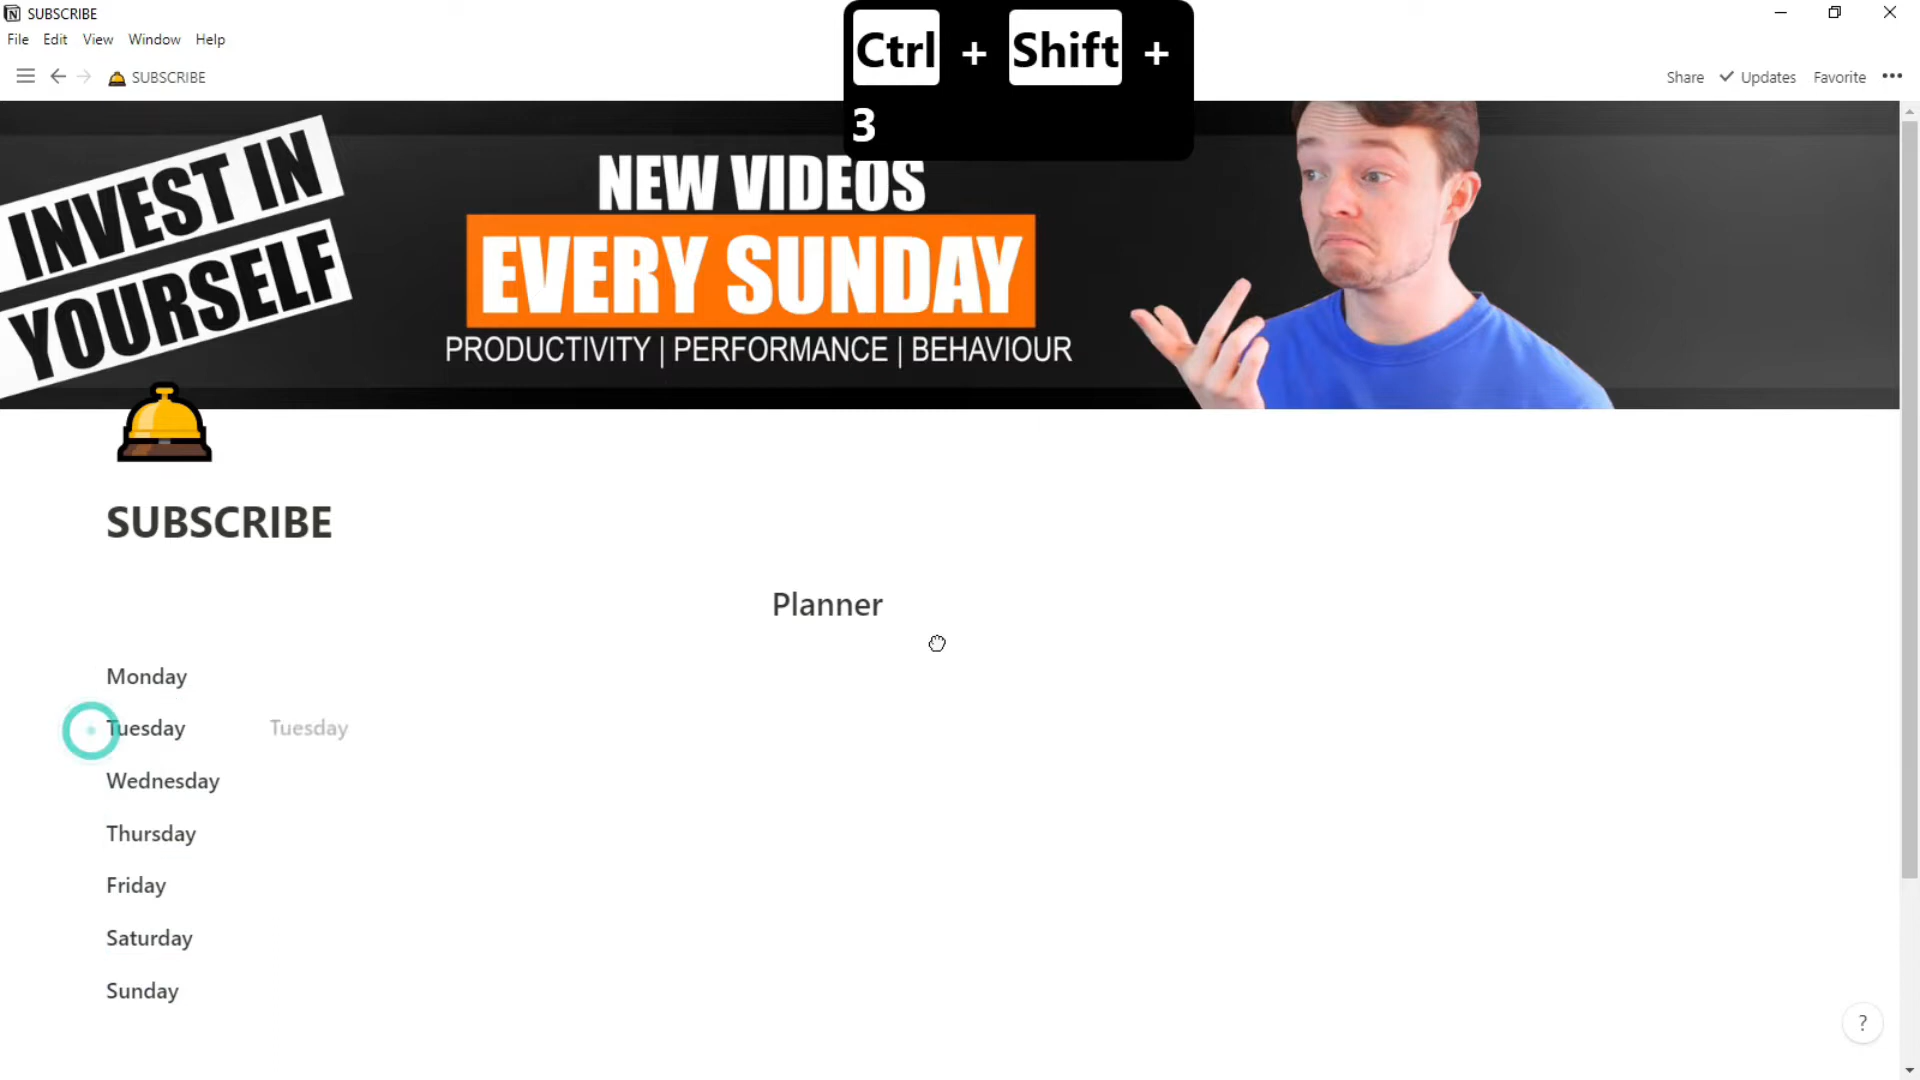 SUBSCRIBE
File Edit View Window Help
SUBSCRIBE
Share Updates Favorite
Ctrl + Shift +
3
INVEST IN
YOURSELF
NEW VIDEOS
EVERY SUNDAY
PRODUCTIVITY | PERFORMANCE | BEHAVIOUR
SUBSCRIBE
Planner
Monday
Tuesday Tuesday
Wednesday
Thursday
Friday
Saturday
Sunday
?